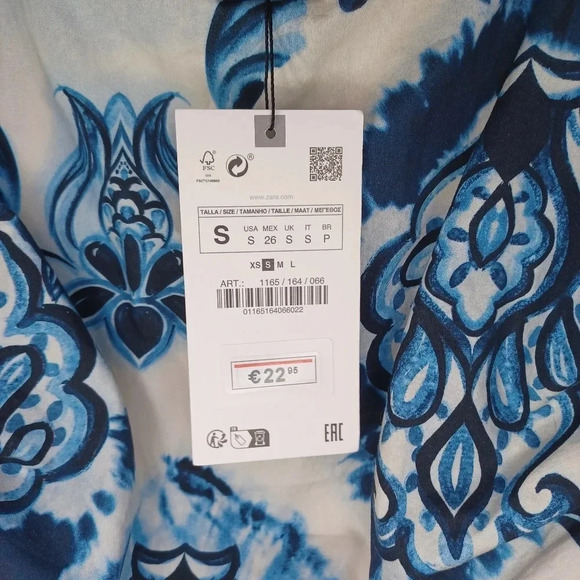 FSC
www.zara.com
TALLA / SIZE / TAMANHO / TAILLE / MAAT / ΜΕΓΕΘΟΣ
S
USA MEX UK IT BR
S 26 S S P
XS S M L
ART.: 1165 / 164 / 066
01165164066022
€ 22 95
FR
EAC